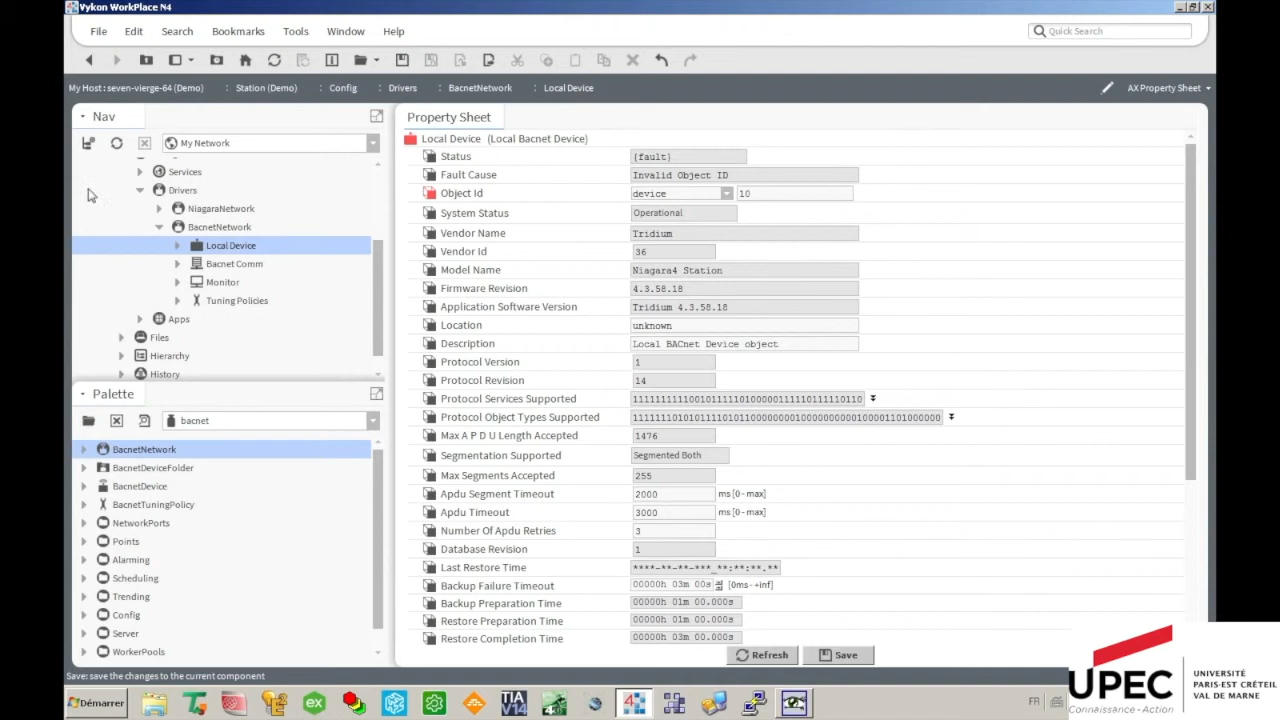 Vykon WorkPlace N4
File Edit Search Bookmarks Tools Window Help
Quick Search
My Host : seven-vierge-64 (Demo) : Station (Demo) : Config : Drivers : BacnetNetwork : Local Device
AX Property Sheet
Nav
My Network
Services
Drivers
NiagaraNetwork
BacnetNetwork
Local Device
Bacnet Comm
Monitor
Tuning Policies
Apps
Files
Hierarchy
History
Palette
bacnet
BacnetNetwork
BacnetDeviceFolder
BacnetDevice
BacnetTuningPolicy
NetworkPorts
Points
Alarming
Scheduling
Trending
Config
Server
WorkerPools
Property Sheet
Local Device (Local Bacnet Device)
Status {fault}
Fault Cause Invalid Object ID
Object Id device 10
System Status Operational
Vendor Name Tridium
Vendor Id 36
Model Name Niagara4 Station
Firmware Revision 4.3.58.18
Application Software Version Tridium 4.3.58.18
Location unknown
Description Local BACnet Device object
Protocol Version 1
Protocol Revision 14
Protocol Services Supported
Protocol Object Types Supported
Max A P D U Length Accepted 1476
Segmentation Supported Segmented Both
Max Segments Accepted 255
Apdu Segment Timeout 2000 ms [0 - max]
Apdu Timeout 3000 ms [0 - max]
Number Of Apdu Retries 3
Database Revision 1
Last Restore Time ****-**-**-***_**:**:**.**
Backup Failure Timeout 00000h 03m 00s [0ms - +inf]
Backup Preparation Time 00000h 01m 00.000s
Restore Preparation Time 00000h 01m 00.000s
Restore Completion Time 00000h 03m 00.000s
Refresh Save
Save: save the changes to the current component
Démarrer
TIA
V14
FR
UPEC
Connaissance - Action
UNIVERSITÉ
PARIS-EST CRÉTEIL
VAL DE MARNE